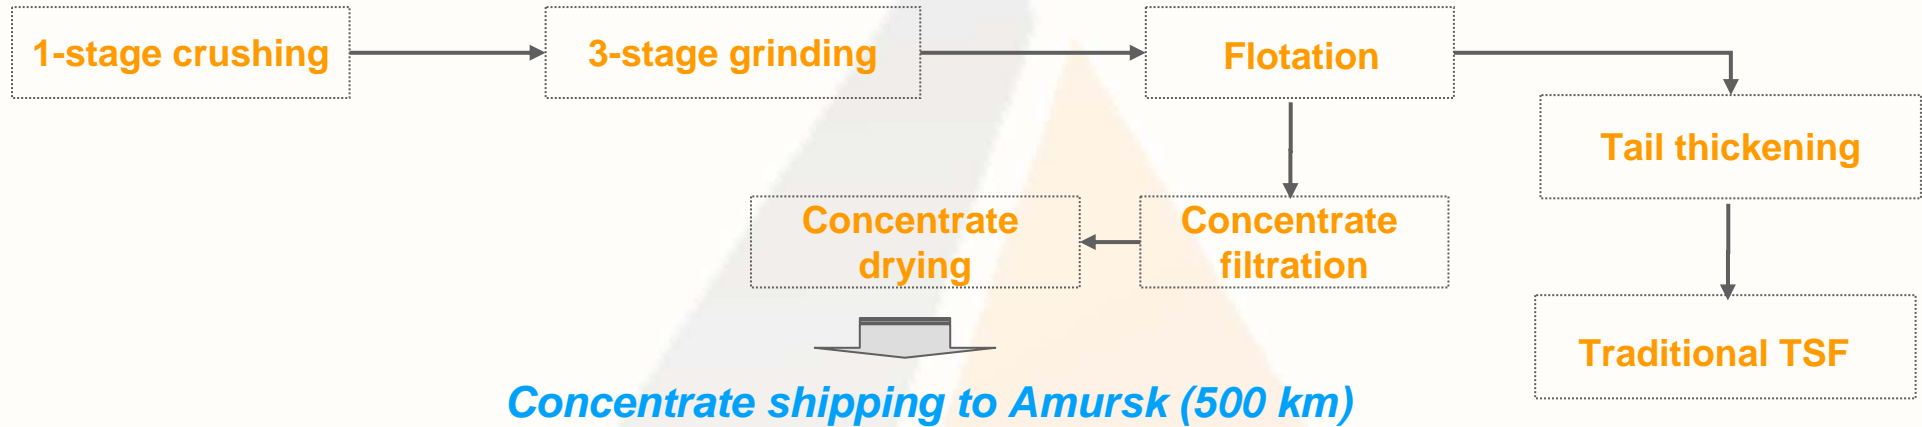 1-stage crushing
3-stage grinding
Flotation
Tail thickening
Concentrate
drying
Concentrate
filtration
Traditional TSF
Concentrate shipping to Amursk (500 km)